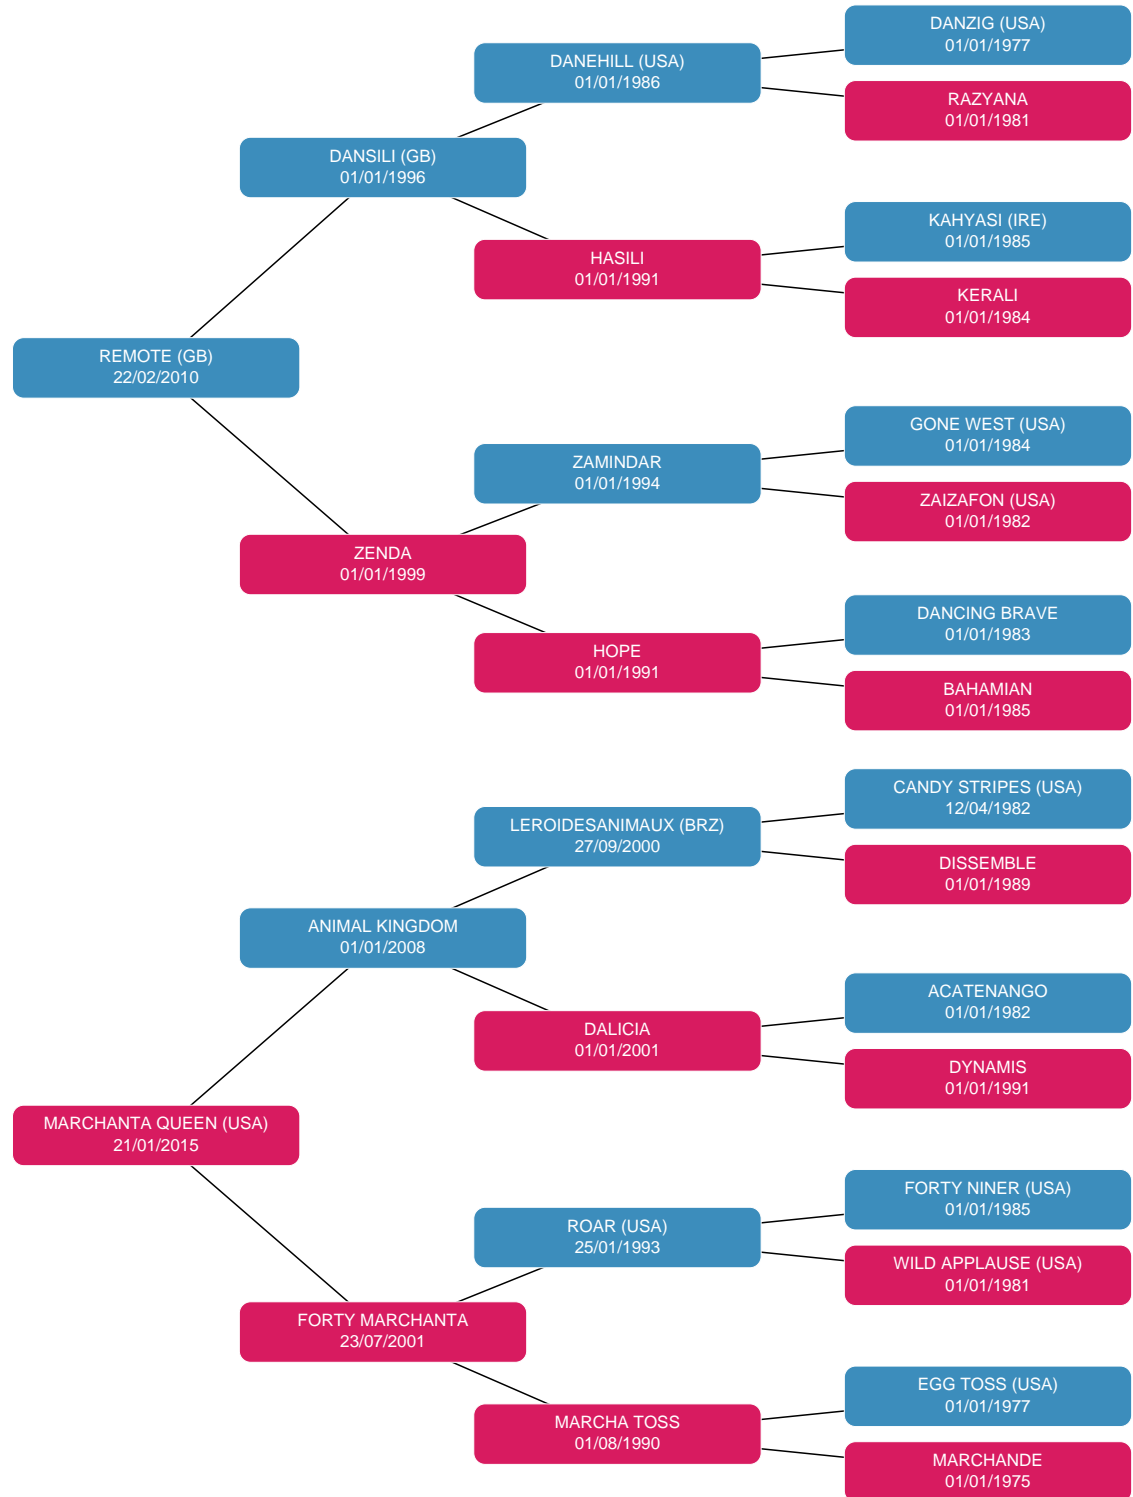 DANZIG (USA)
01/01/1977
DANEHILL (USA)
01/01/1986
RAZYANA
01/01/1981
DANSILI (GB)
01/01/1996
KAHYASI (IRE)
01/01/1985
HASILI
01/01/1991
KERALI
01/01/1984
REMOTE (GB)
22/02/2010
GONE WEST (USA)
01/01/1984
ZAMINDAR
01/01/1994
ZAIZAFON (USA)
01/01/1982
ZENDA
01/01/1999
DANCING BRAVE
01/01/1983
HOPE
01/01/1991
BAHAMIAN
01/01/1985
CANDY STRIPES (USA)
12/04/1982
LEROIDESANIMAUX (BRZ)
27/09/2000
DISSEMBLE
01/01/1989
ANIMAL KINGDOM
01/01/2008
ACATENANGO
01/01/1982
DALICIA
01/01/2001
DYNAMIS
01/01/1991
MARCHANTA QUEEN (USA)
21/01/2015
FORTY NINER (USA)
01/01/1985
ROAR (USA)
25/01/1993
WILD APPLAUSE (USA)
01/01/1981
FORTY MARCHANTA
23/07/2001
EGG TOSS (USA)
01/01/1977
MARCHA TOSS
01/08/1990
MARCHANDE
01/01/1975